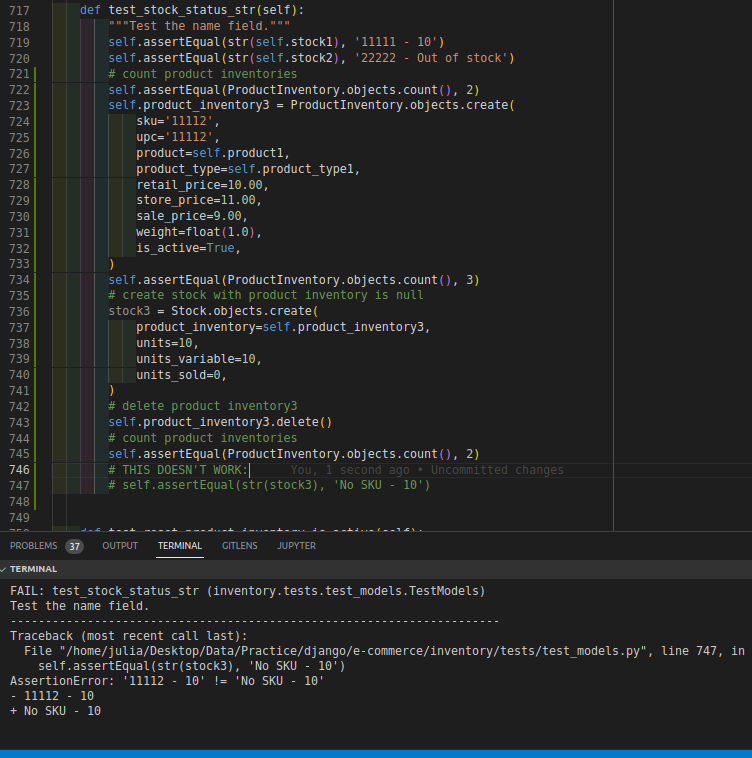 717 def test_stock_status_str(self):
718 """Test the name field."""
719 self.assertEqual(str(self.stock1), '11111 - 10')
720 self.assertEqual(str(self.stock2), '22222 - Out of stock')
721 # count product inventories
722 self.assertEqual(ProductInventory.objects.count(), 2)
723 self.product_inventory3 = ProductInventory.objects.create(
724 sku='11112',
725 upc='11112',
726 product=self.product1,
727 product_type=self.product_type1,
728 retail_price=10.00,
729 store_price=11.00,
730 sale_price=9.00,
731 weight=float(1.0),
732 is_active=True,
733 )
734 self.assertEqual(ProductInventory.objects.count(), 3)
735 # create stock with product inventory is null
736 stock3 = Stock.objects.create(
737 product_inventory=self.product_inventory3,
738 units=10,
739 units_variable=10,
740 units_sold=0,
741 )
742 # delete product inventory3
743 self.product_inventory3.delete()
744 # count product inventories
745 self.assertEqual(ProductInventory.objects.count(), 2)
746 # THIS DOESN'T WORK: You, 1 second ago • Uncommitted changes
747 # self.assertEqual(str(stock3), 'No SKU - 10')
748
749
PROBLEMS 37 OUTPUT TERMINAL GITLENS JUPYTER
TERMINAL
FAIL: test_stock_status_str (inventory.tests.test_models.TestModels)
Test the name field.
----------------------------------------------------------------------
Traceback (most recent call last):
File "/home/julia/Desktop/Data/Practice/django/e-commerce/inventory/tests/test_models.py", line 747, in
self.assertEqual(str(stock3), 'No SKU - 10')
AssertionError: '11112 - 10' != 'No SKU - 10'
- 11112 - 10
+ No SKU - 10